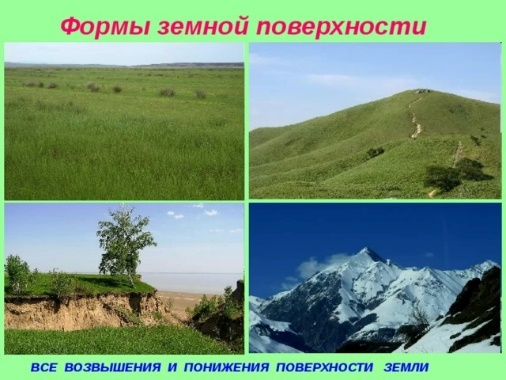 Формы земной поверхности
ВСЕ ВОЗВЫШЕНИЯ И ПОНИЖЕНИЯ ПОВЕРХНОСТИ ЗЕМЛИ